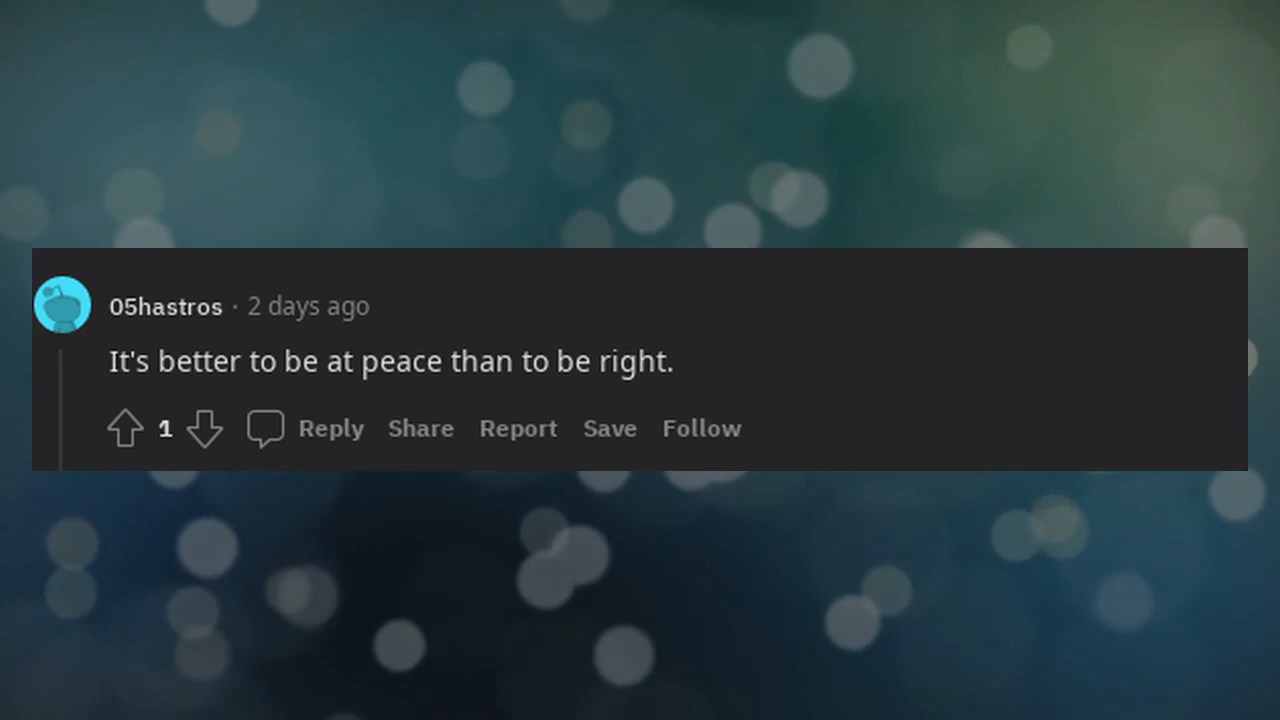 05hastros · 2 days ago
It's better to be at peace than to be right.
1 Reply Share Report Save Follow